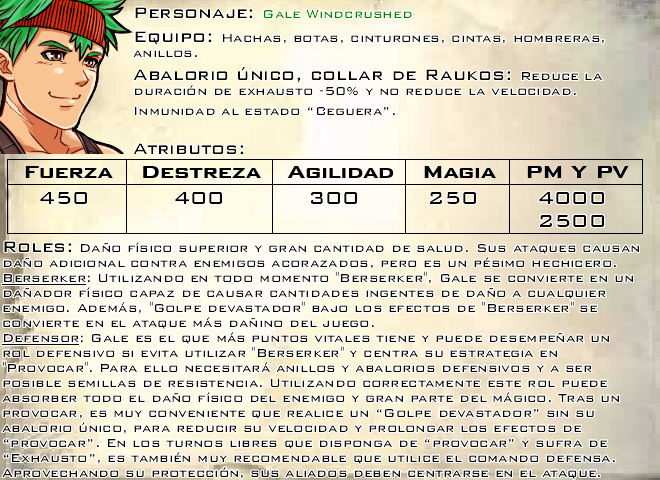 Personaje: Gale Windcrushed
Equipo: Hachas, botas, cinturones, cintas, hombreras,
anillos.
Abalorio único, collar de Raukos: Reduce la
duración de exhausto -50% y no reduce la velocidad.
Inmunidad al estado “Ceguera”.
Atributos:
Fuerza Destreza Agilidad Magia PM y PV
450 400 300 250 4000
2500
Roles: Daño físico superior y gran cantidad de salud. Sus ataques causan
daño adicional contra enemigos acorazados, pero es un pésimo hechicero.
Berserker: Utilizando en todo momento "Berserker", Gale se convierte en un
dañador físico capaz de causar cantidades ingentes de daño a cualquier
enemigo. Además, "Golpe devastador" bajo los efectos de "Berserker" se
convierte en el ataque más dañino del juego.
Defensor: Gale es el que más puntos vitales tiene y puede desempeñar un
rol defensivo si evita utilizar "Berserker" y centra su estrategia en
"Provocar". Para ello necesitará anillos y abalorios defensivos y a ser
posible semillas de resistencia. Utilizando correctamente este rol puede
absorber todo el daño físico del enemigo y gran parte del mágico. Tras un
provocar, es muy conveniente que realice un “Golpe devastador” sin su
abalorio único, para reducir su velocidad y prolongar los efectos de
“provocar”. En los turnos libres que disponga de “provocar” y sufra de
“Exhausto”, es también muy recomendable que utilice el comando defensa.
Aprovechando su protección, sus aliados deben centrarse en el ataque.